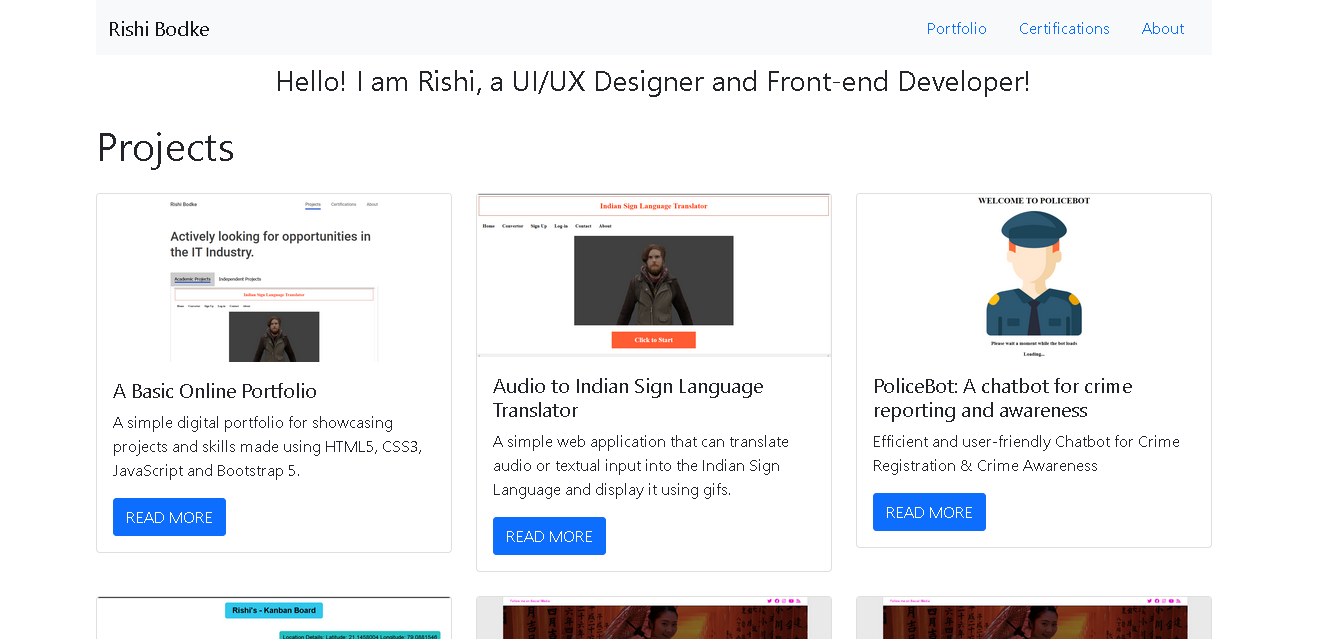 Rishi Bodke
Portfolio Certifications About
Hello! I am Rishi, a UI/UX Designer and Front-end Developer!
Projects
Rishi Bodke
Projects Certifications About
Actively looking for opportunities in
the IT Industry.
Academic Projects Independent Projects
Indian Sign Language Translator
Home Convertor Sign Up Log in Contact About
A Basic Online Portfolio
A simple digital portfolio for showcasing
projects and skills made using HTML5, CSS3,
JavaScript and Bootstrap 5.
READ MORE
Indian Sign Language Translator
Home Convertor Sign Up Log in Contact About
Click to Start
Audio to Indian Sign Language
Translator
A simple web application that can translate
audio or textual input into the Indian Sign
Language and display it using gifs.
READ MORE
WELCOME TO POLICEBOT
Please wait a moment while the bot loads
Loading...
PoliceBot: A chatbot for crime
reporting and awareness
Efficient and user-friendly Chatbot for Crime
Registration & Crime Awareness
READ MORE
Rishi's - Kanban Board
Location Details: Latitude: 21.1458004 Longitude: 79.0881546
Follow me on Social Media
Follow me on Social Media